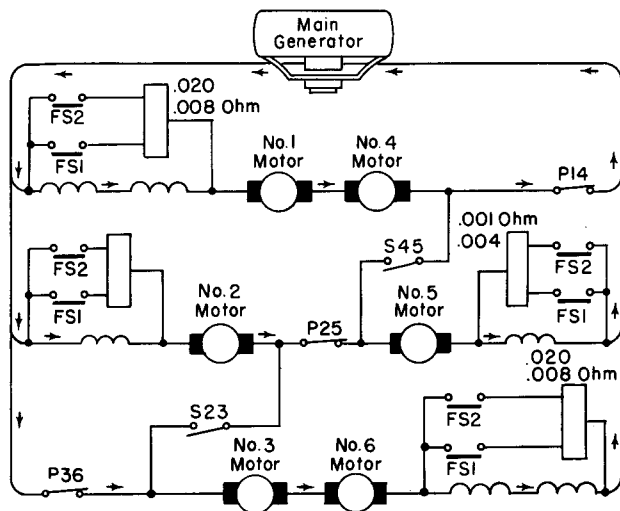 Main
Generator
.020
.008 Ohm
FS2
FS1
No.1
Motor
No.4
Motor
P14
S45
.001 Ohm
.004
FS2
FS1
FS2
FS1
No.2
Motor
P25
No.5
Motor
S23
.020
.008 Ohm
FS2
FS1
P36
No.3
Motor
No.6
Motor